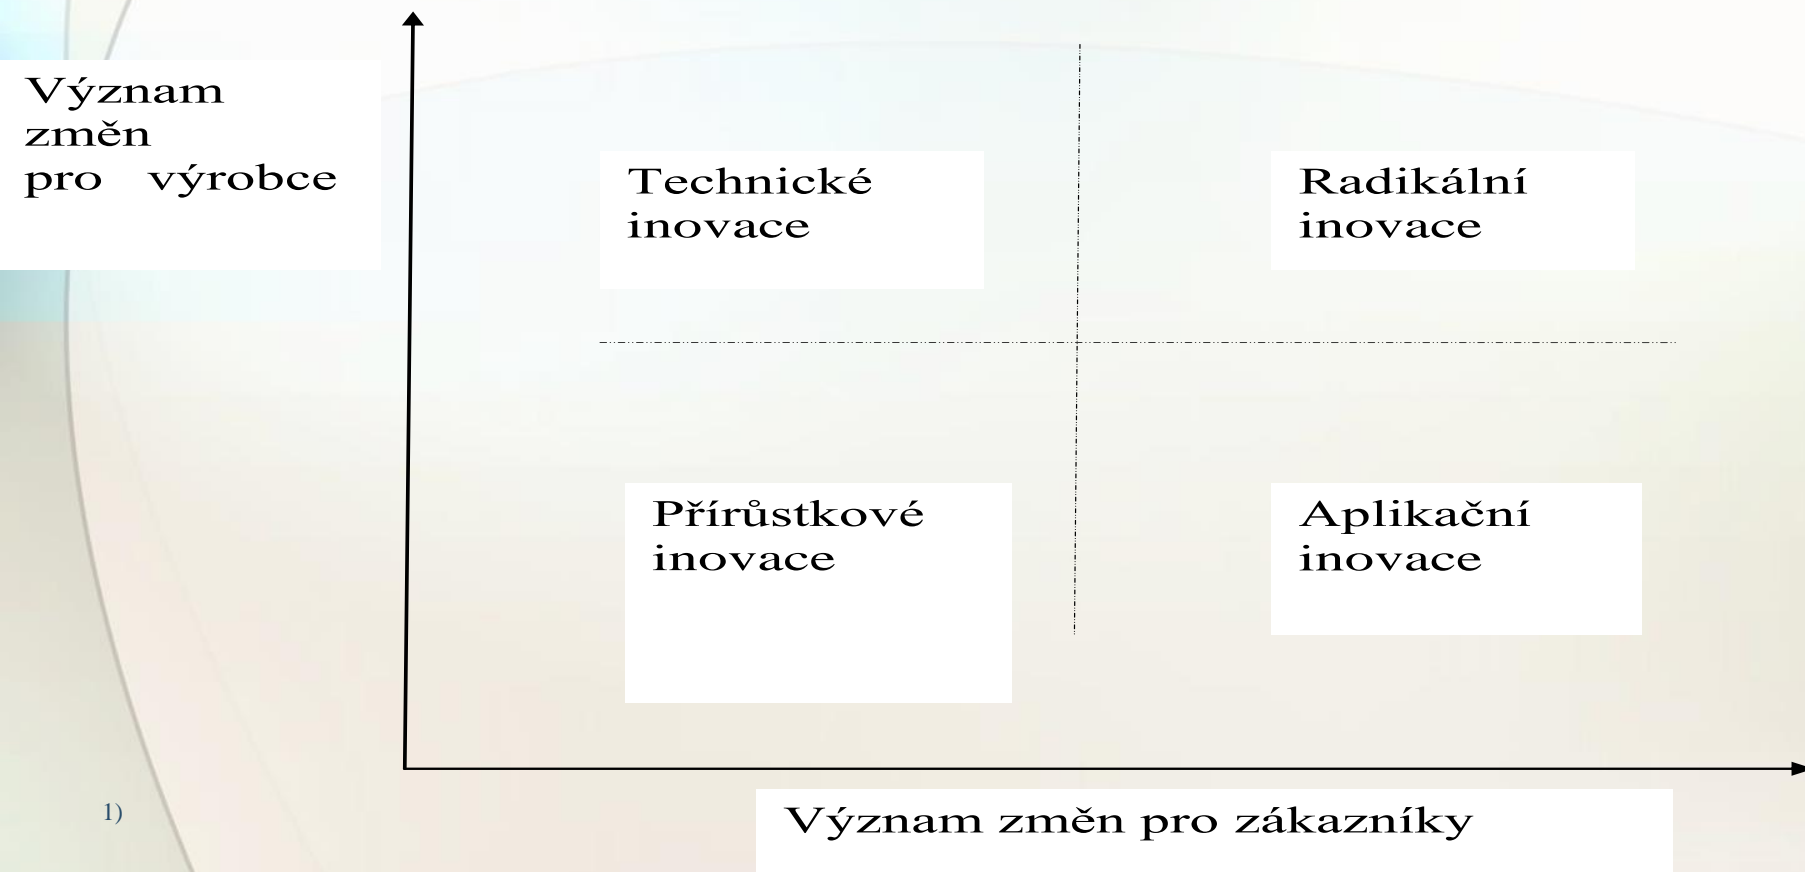 Význam
změn
pro výrobce
Technické
inovace
Radikální
inovace
Přírůstkové
inovace
Aplikační
inovace
1)
Význam změn pro zákazníky